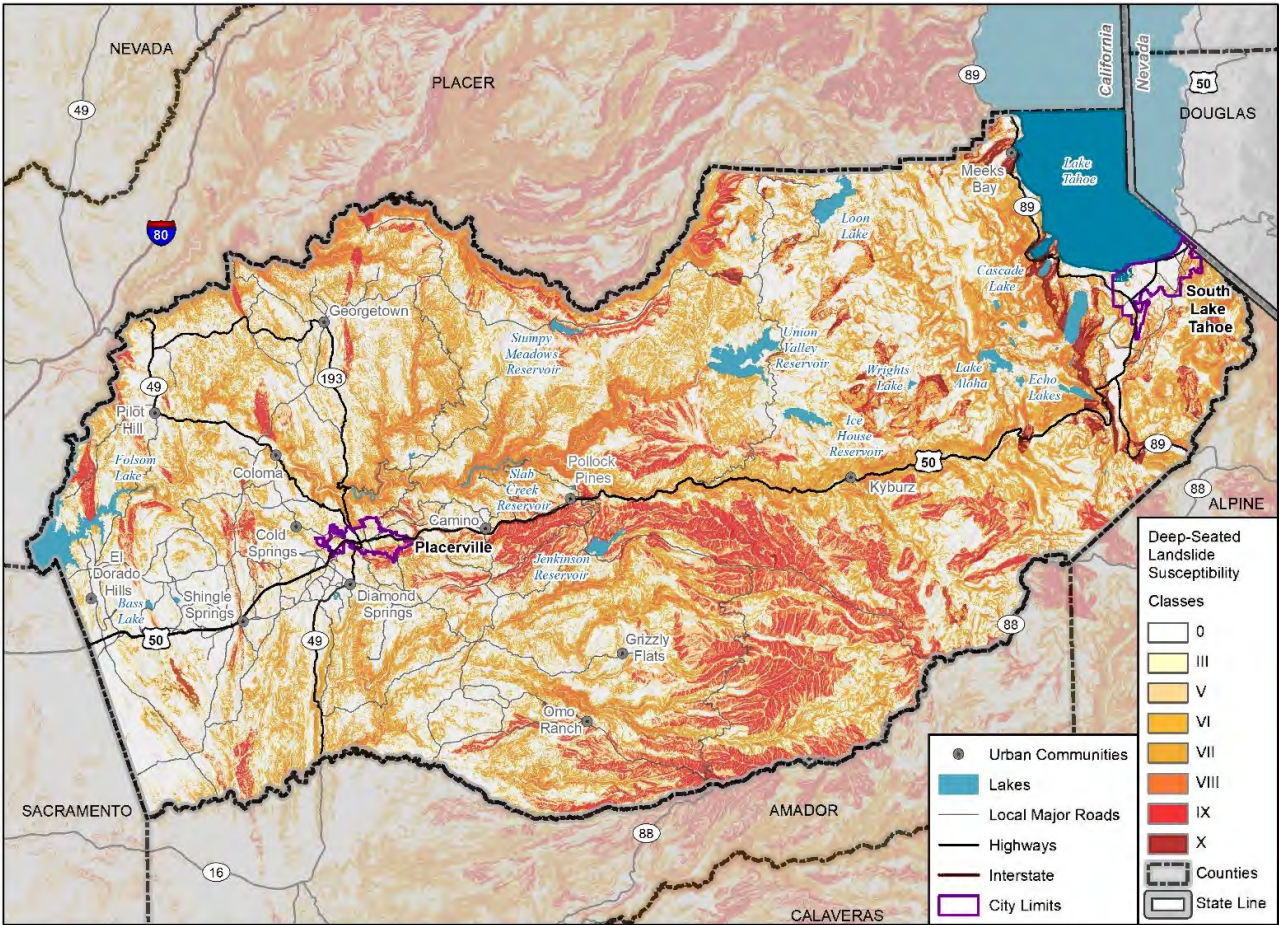 NEVADA
PLACER
89
California
Nevada
50
DOUGLAS
49
80
Meeks
Bay
Lake
Tahoe
89
Loon
Lake
Cascade
Lake
South
Lake
Tahoe
Georgetown
Stumpy
Meadows
Reservoir
Union
Valley
Reservoir
Wrights
Lake
Lake
Aloha
Echo
Lakes
193
49
Pilot
Hill
Ice
House
Reservoir
89
Folsom
Lake
Coloma
Slab
Creek
Reservoir
Pollock
Pines
50
Kyburz
88
ALPINE
Camino
Cold
Springs
Placerville
Jenkinson
Reservoir
El
Dorado
Hills
Bass
Lake
Shingle
Springs
Diamond
Springs
50
49
Grizzly
Flats
88
Omo
Ranch
SACRAMENTO
AMADOR
88
16
CALAVERAS
Urban Communities
Lakes
Local Major Roads
Highways
Interstate
City Limits
Deep-Seated
Landslide
Susceptibility
Classes
0
III
V
VI
VII
VIII
IX
X
Counties
State Line